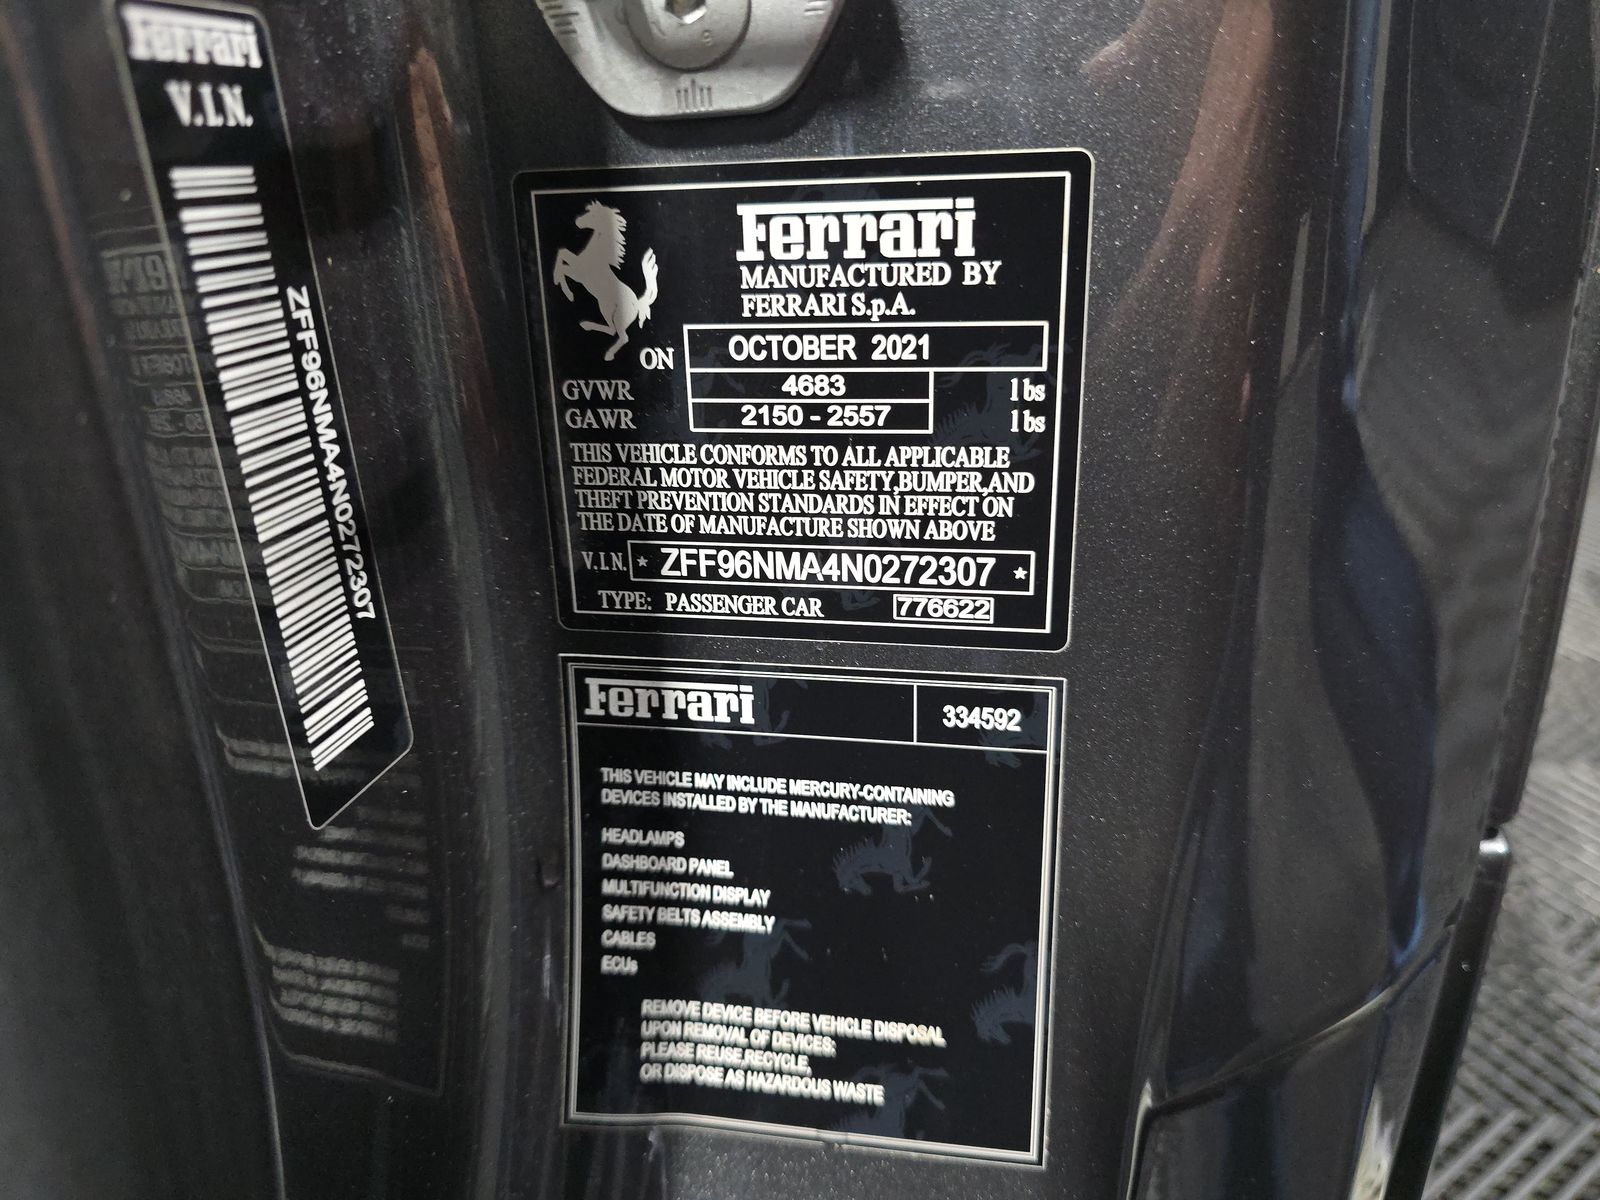 Ferrari
V.I.N.
ZFF96NMA4N0272307
Ferrari
MANUFACTURED BY
FERRARI S.p.A.
ON OCTOBER 2021
GVWR 4683 lbs
GAWR 2150 - 2557 lbs
THIS VEHICLE CONFORMS TO ALL APPLICABLE
FEDERAL MOTOR VEHICLE SAFETY,BUMPER,AND
THEFT PREVENTION STANDARDS IN EFFECT ON
THE DATE OF MANUFACTURE SHOWN ABOVE
V.I.N. * ZFF96NMA4N0272307 *
TYPE: PASSENGER CAR 776622
Ferrari 334592
THIS VEHICLE MAY INCLUDE MERCURY-CONTAINING
DEVICES INSTALLED BY THE MANUFACTURER:
HEADLAMPS
DASHBOARD PANEL
MULTIFUNCTION DISPLAY
SAFETY BELTS ASSEMBLY
CABLES
ECUs
REMOVE DEVICE BEFORE VEHICLE DISPOSAL
UPON REMOVAL OF DEVICES:
PLEASE REUSE,RECYCLE,
OR DISPOSE AS HAZARDOUS WASTE